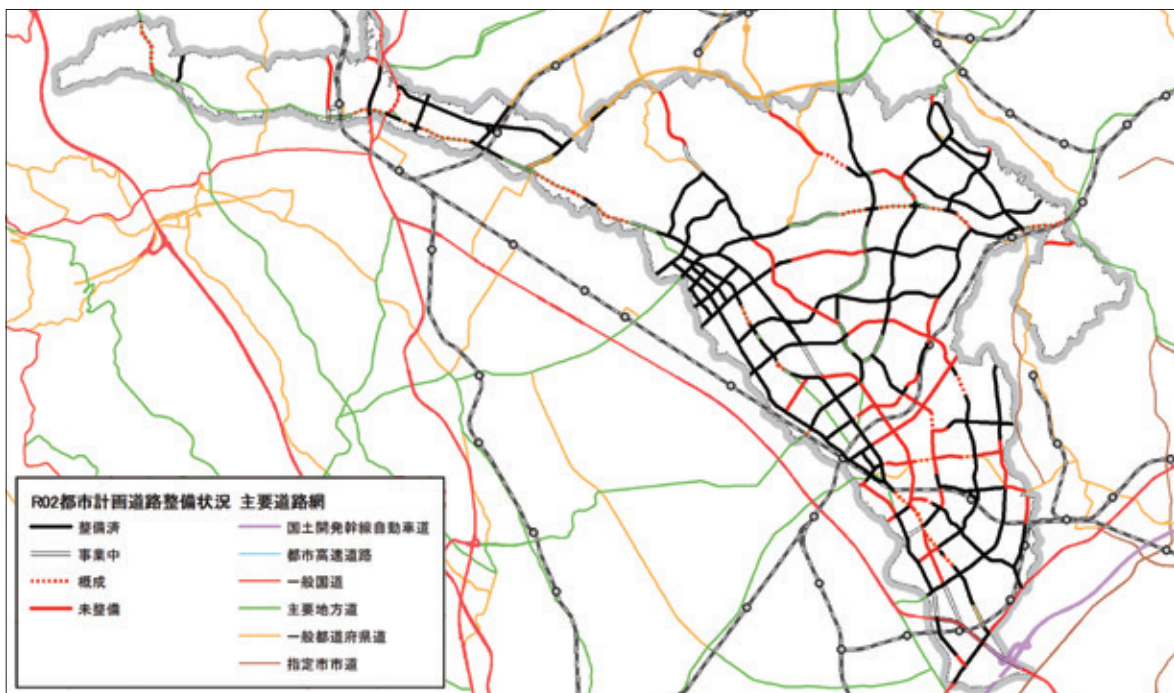 R02都市計画道路整備状況 主要道路網
整備済
事業中
概成
未整備
国土開発幹線自動車道
都市高速道路
一般国道
主要地方道
一般都道府県道
指定市市道